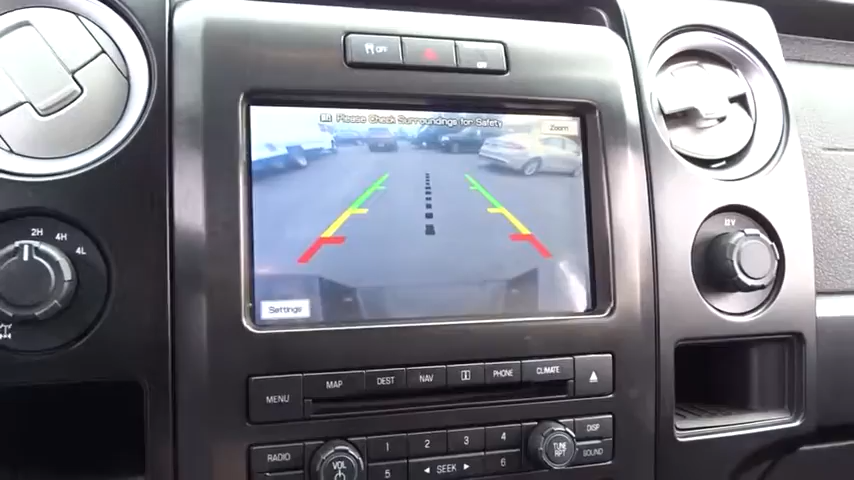 OFF
OFF
Please Check Surroundings for Safety
Zoom
Settings
2H 4H 4L
MAP DEST NAV i PHONE CLIMATE
MENU
RADIO 1 2 3 4 DISP
VOL 5 SEEK 6 TUNE RPT SOUND